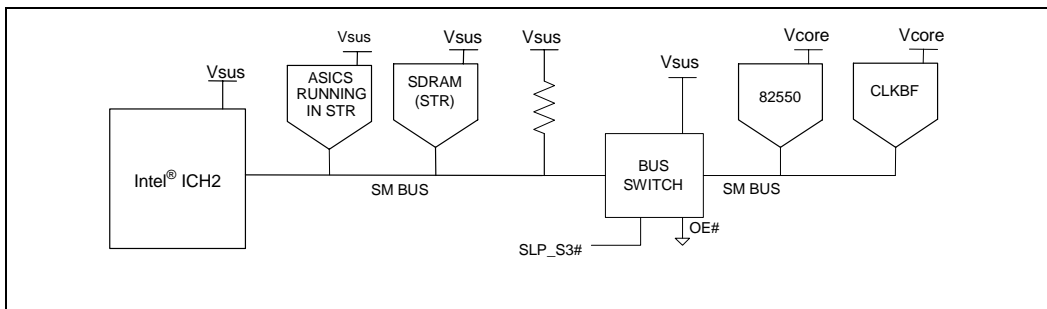 Vsus
Vsus
Vsus
Vsus
Vsus
Vcore
Vcore
ASICS
RUNNING
IN STR
SDRAM
(STR)
82550
CLKBF
Intel® ICH2
SM BUS
BUS
SWITCH
SM BUS
OE#
SLP_S3#